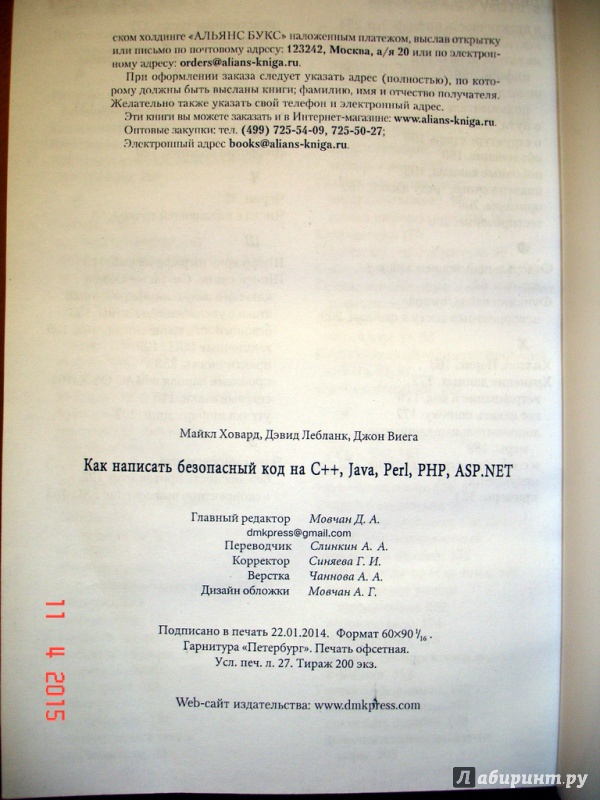 ском холдинге «АЛЬЯНС БУКС» наложенным платежом, выслав открытку
или письмо по почтовому адресу: 123242, Москва, а/я 20 или по электрон-
ному адресу: orders@alians-kniga.ru.
При оформлении заказа следует указать адрес (полностью), по кото-
рому должны быть высланы книги; фамилию, имя и отчество получателя.
Желательно также указать свой телефон и электронный адрес.
Эти книги вы можете заказать и в Интернет-магазине: www.alians-kniga.ru.
Оптовые закупки: тел. (499) 725-54-09, 725-50-27;
Электронный адрес books@alians-kniga.ru.
Майкл Ховард, Дэвид Лебланк, Джон Виега
Как написать безопасный код на C++, Java, Perl, PHP, ASP.NET
Главный редактор Мовчан Д. А.
dmkpress@gmail.com
Переводчик Слинкин А. А.
Корректор Синяева Г. И.
Верстка Чаннова А. А.
Дизайн обложки Мовчан А. Г.
Подписано в печать 22.01.2014. Формат 60×90 1/16.
Гарнитура «Петербург». Печать офсетная.
Усл. печ. л. 27. Тираж 200 экз.
Web-сайт издательства: www.dmkpress.com
11 4 2015
Лабиринт.ру